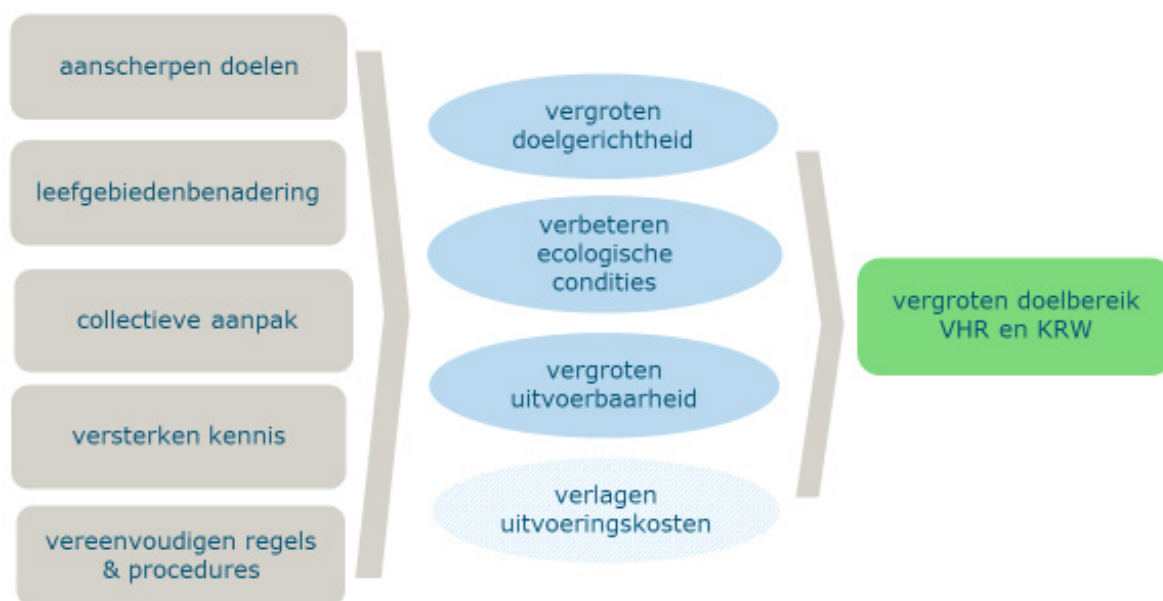 aanscherpen doelen
leefgebiedenbenadering
collectieve aanpak
versterken kennis
vereenvoudigen regels
& procedures
vergroten
doelgerichtheid
verbeteren
ecologische
condities
vergroten
uitvoerbaarheid
verlagen
uitvoeringskosten
vergroten doelbereik
VHR en KRW